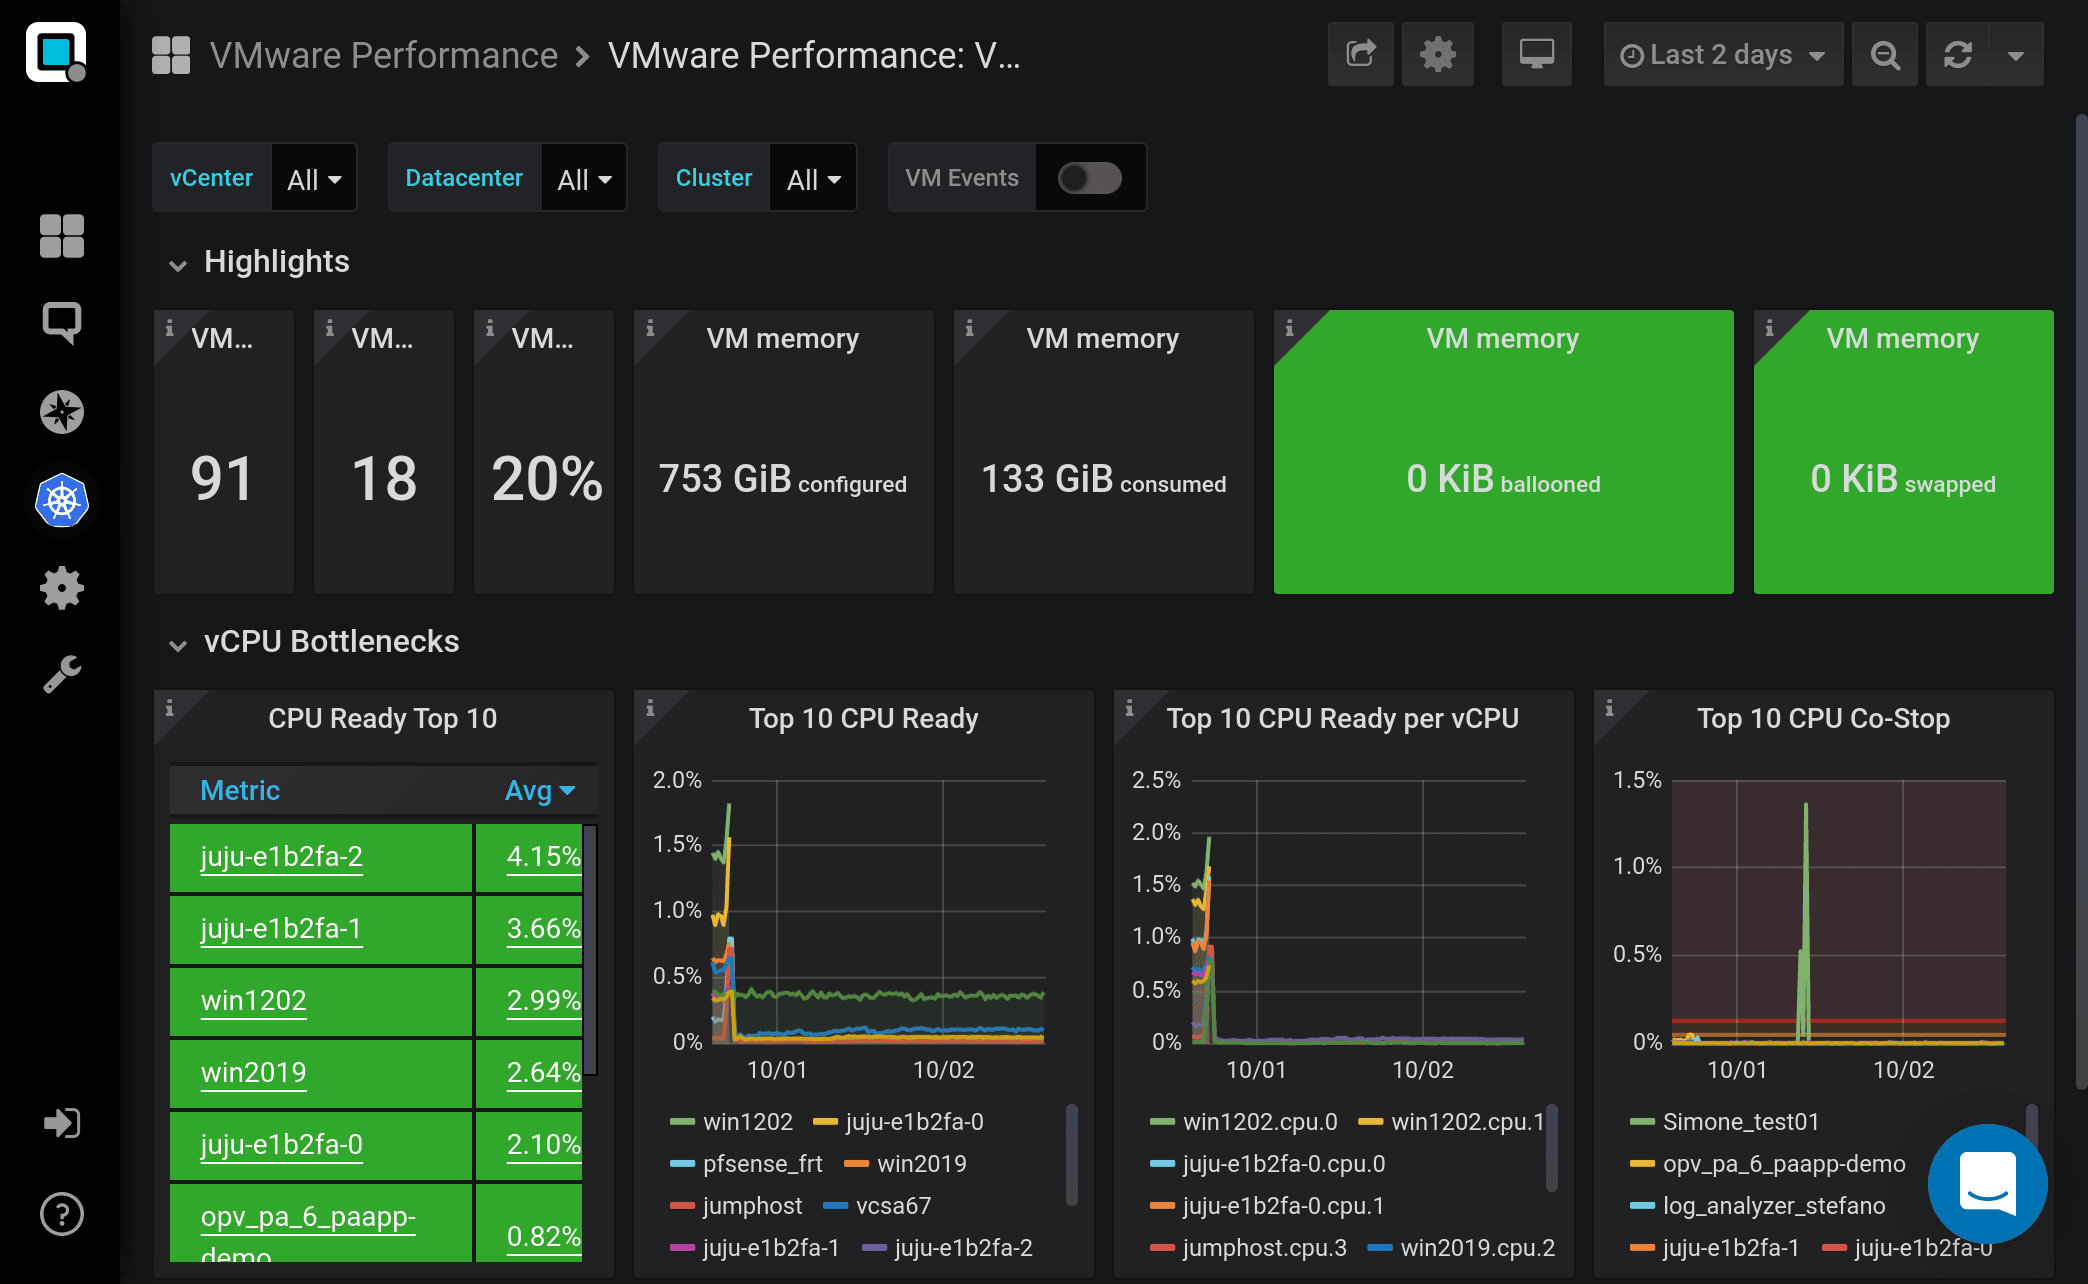 VMware Performance > VMware Performance: V...
Last 2 days
vCenter All
Datacenter All
Cluster All
VM Events
Highlights
VM...
91
VM...
18
VM...
20%
VM memory
753 GiB configured
VM memory
133 GiB consumed
VM memory
0 KiB ballooned
VM memory
0 KiB swapped
vCPU Bottlenecks
CPU Ready Top 10
Metric Avg
juju-e1b2fa-2 4.15%
juju-e1b2fa-1 3.66%
win1202 2.99%
win2019 2.64%
juju-e1b2fa-0 2.10%
opv_pa_6_paapp-
demo 0.82%
Top 10 CPU Ready
2.0%
1.5%
1.0%
0.5%
0%
10/01 10/02
win1202 juju-e1b2fa-0
pfsense_frt win2019
jumphost vcsa67
juju-e1b2fa-1 juju-e1b2fa-2
Top 10 CPU Ready per vCPU
2.5%
2.0%
1.5%
1.0%
0.5%
0%
10/01 10/02
win1202.cpu.0 win1202.cpu.1
juju-e1b2fa-0.cpu.0
juju-e1b2fa-0.cpu.1
jumphost.cpu.3 win2019.cpu.2
Top 10 CPU Co-Stop
1.5%
1.0%
0.5%
0%
10/01 10/02
Simone_test01
opv_pa_6_paapp-demo
log_analyzer_stefano
juju-e1b2fa-1 juju-e1b2fa-0